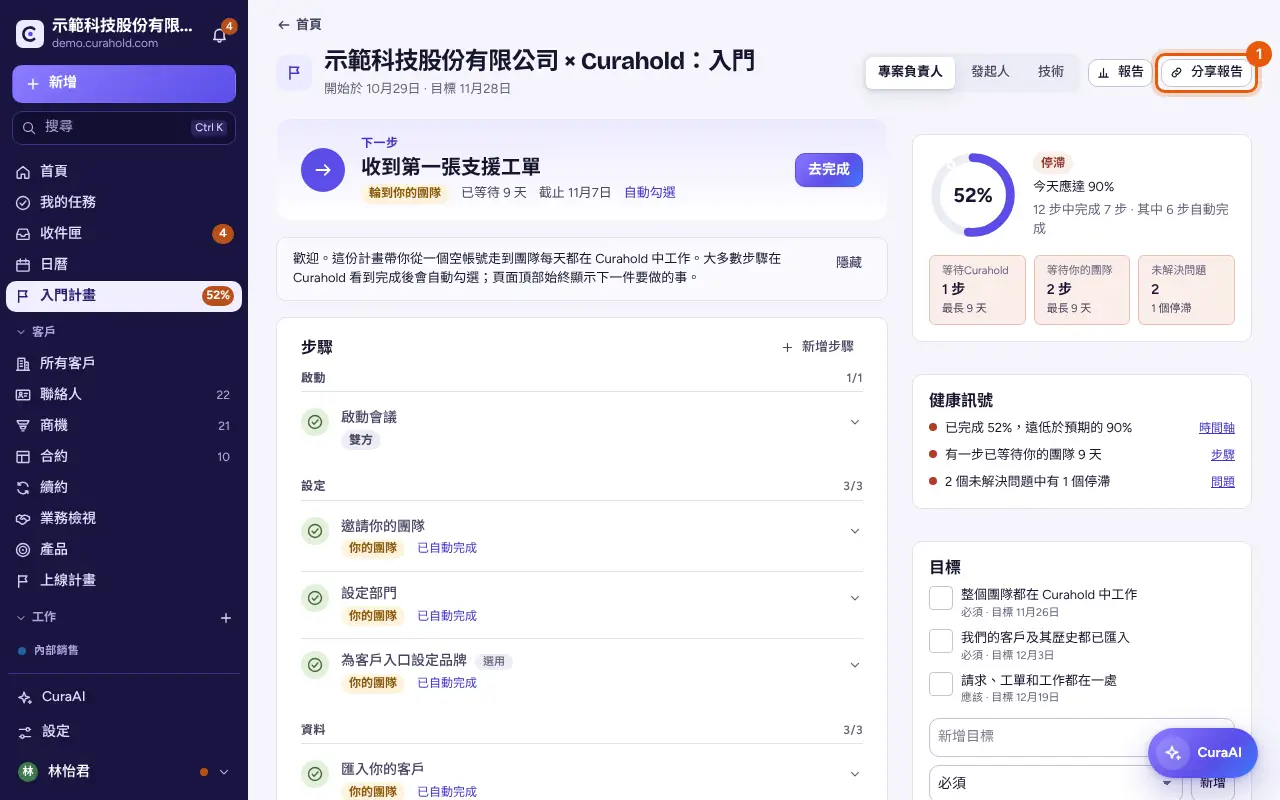 示範科技股份有限...
demo.curahold.com
4
新增
搜尋
Ctrl K
首頁
我的任務
收件匣
4
日曆
入門計畫
52%
客戶
所有客戶
聯絡人
22
商機
21
合約
10
續約
業務檢視
產品
上線計畫
工作
內部銷售
CuraAI
設定
林
林怡君
首頁
示範科技股份有限公司 × Curahold：入門
開始於 10月29日 · 目標 11月28日
專案負責人
發起人
技術
報告
分享報告
1
下一步
收到第一張支援工單
輪到你的團隊
已等待 9 天
截止 11月7日
自動勾選
去完成
歡迎。這份計畫帶你從一個空帳號走到團隊每天都在 Curahold 中工作。大多數步驟在
Curahold 看到完成後會自動勾選；頁面頂部始終顯示下一件要做的事。
隱藏
步驟
新增步驟
啟動
1/1
啟動會議
雙方
設定
3/3
邀請你的團隊
你的團隊
已自動完成
設定部門
你的團隊
已自動完成
為客戶入口設定品牌
選用
你的團隊
已自動完成
資料
3/3
匯入你的客戶
你的團隊
已自動完成
52%
停滯
今天應達 90%
12 步中完成 7 步 · 其中 6 步自動完
成
等待Curahold
1 步
最長 9 天
等待你的團隊
2 步
最長 9 天
未解決問題
2
1 個停滯
健康訊號
已完成 52%，遠低於預期的 90%
時間軸
有一步已等待你的團隊 9 天
步驟
2 個未解決問題中有 1 個停滯
問題
目標
整個團隊都在 Curahold 中工作
必須 · 目標 11月26日
我們的客戶及其歷史都已匯入
必須 · 目標 12月3日
請求、工單和工作都在一處
應該 · 目標 12月19日
新增目標
必須
新增
CuraAI